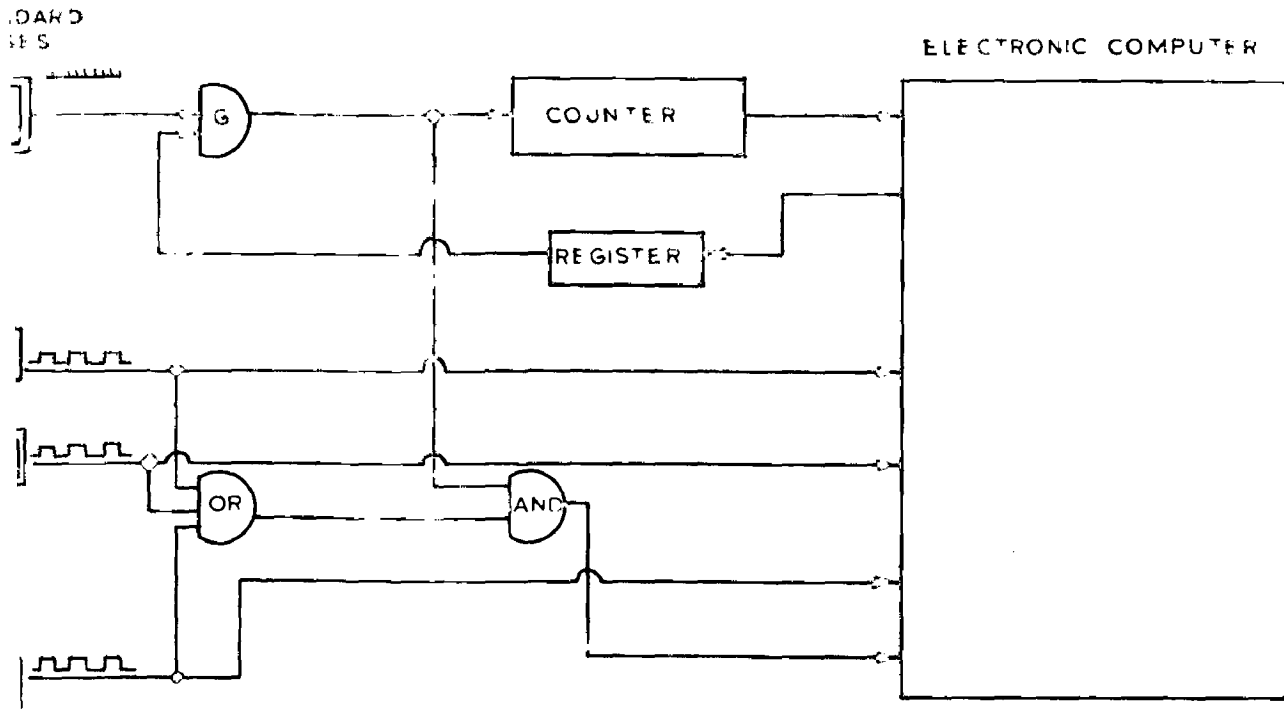 ELECTRONIC COMPUTER
G
COUNTER
REGISTER
OR
AND